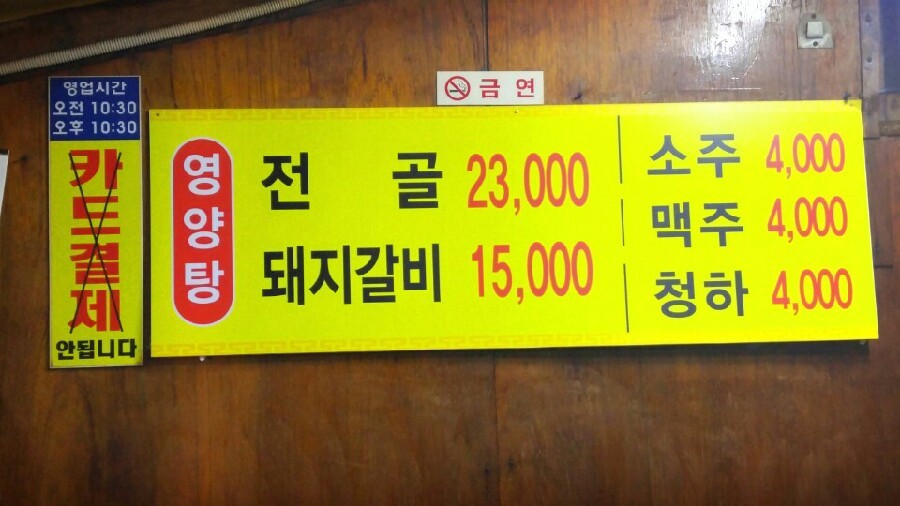 금 연
영업시간
오전 10:30
오후 10:30
카드결제
안됩니다
영양탕
전 골 23,000
돼지갈비 15,000
소주 4,000
맥주 4,000
청하 4,000